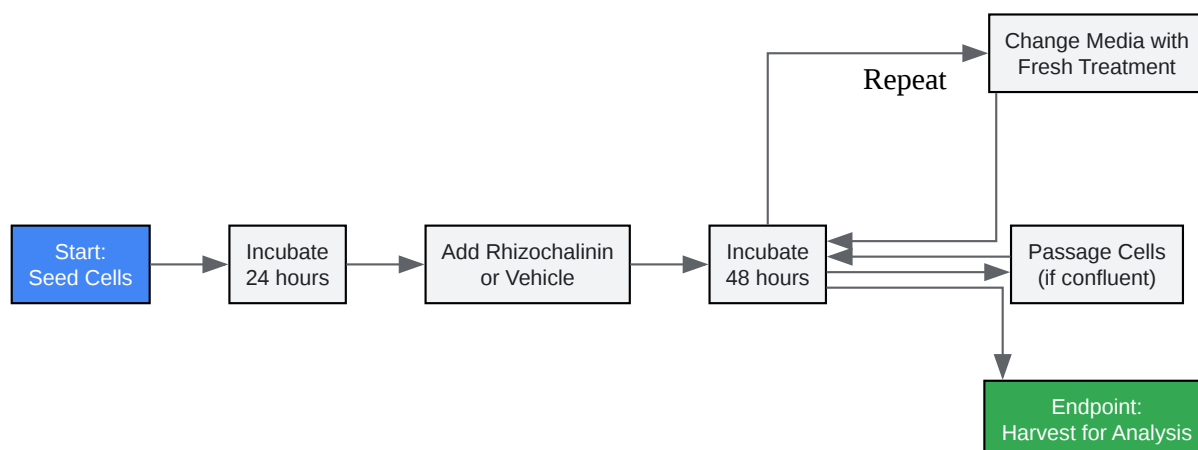 Change Media with
Fresh Treatment
Repeat
Start:
Seed Cells
Incubate
24 hours
Add Rhizochalinin
or Vehicle
Incubate
48 hours
Passage Cells
(if confluent)
Endpoint:
Harvest for Analysis